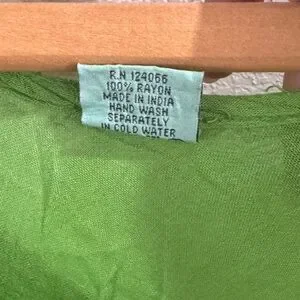 R.N 124066
100% RAYON
MADE IN INDIA
HAND WASH
SEPARATELY
IN COLD WATER